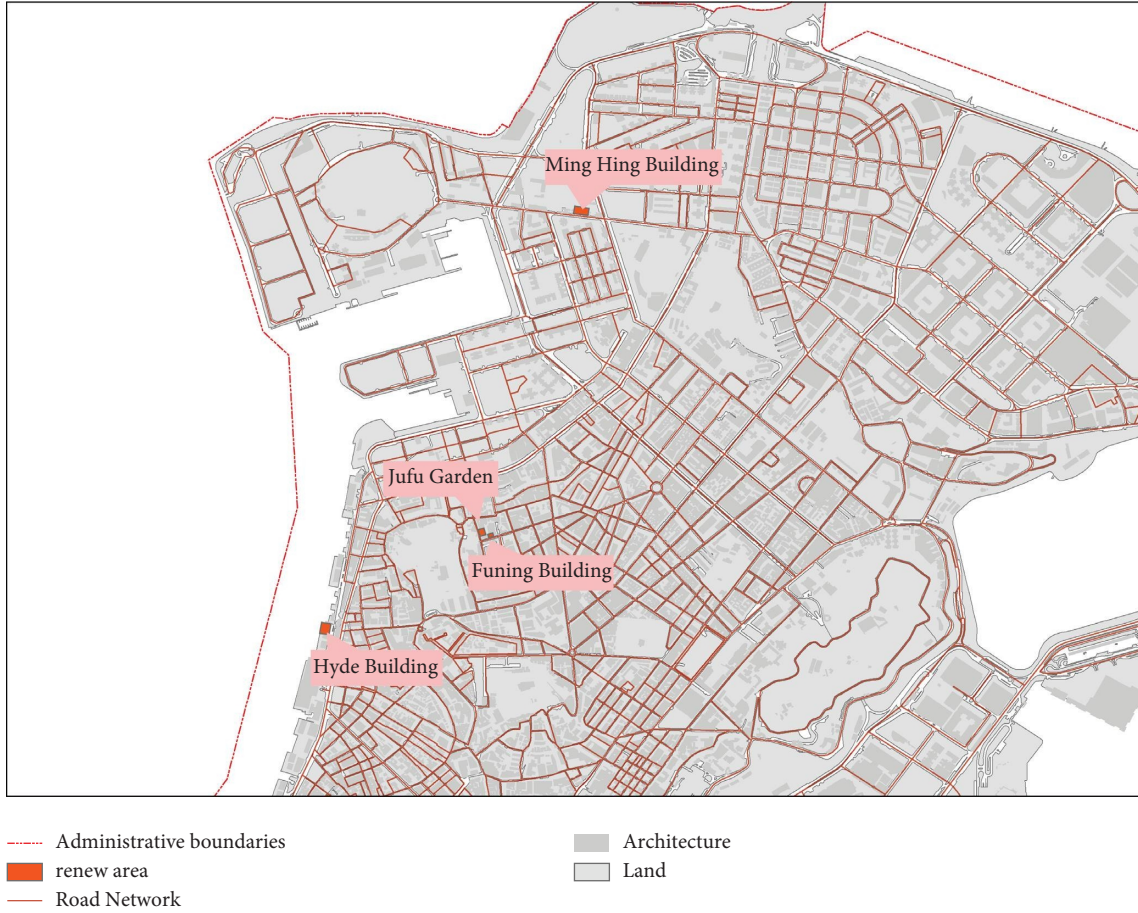 Ming Hing Building
Jufu Garden
Funing Building
Hyde Building
Administrative boundaries
renew area
Road Network
Architecture
Land